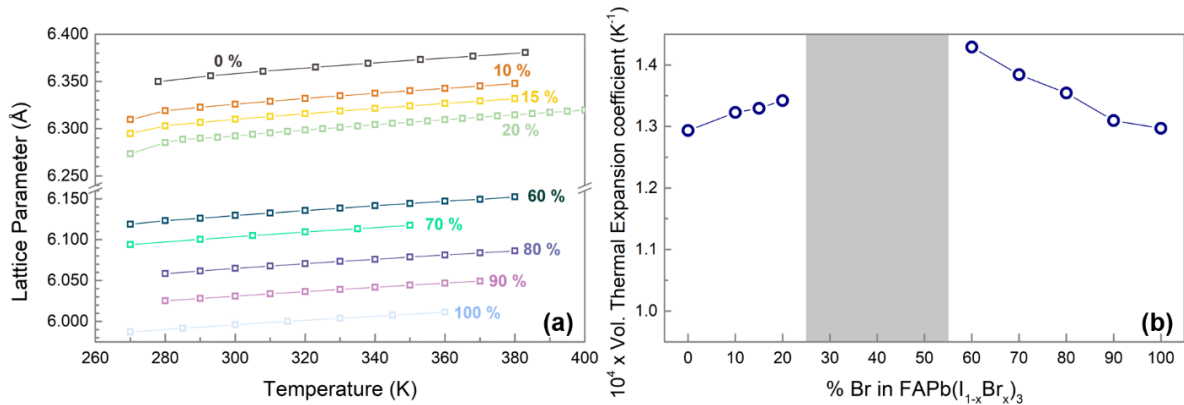 6.400
6.350
6.300
6.250
6.150
6.100
6.050
6.000
Lattice Parameter (Å)
0 %
10 %
15 %
20 %
60 %
70 %
80 %
90 %
100 %
(a)
260 280 300 320 340 360 380 400
Temperature (K)
10⁴ x Vol. Thermal Expansion coefficient (K⁻¹)
1.4
1.3
1.2
1.1
1.0
(b)
0 10 20 30 40 50 60 70 80 90 100
% Br in FAPb(I₁₋ₓBrₓ)₃